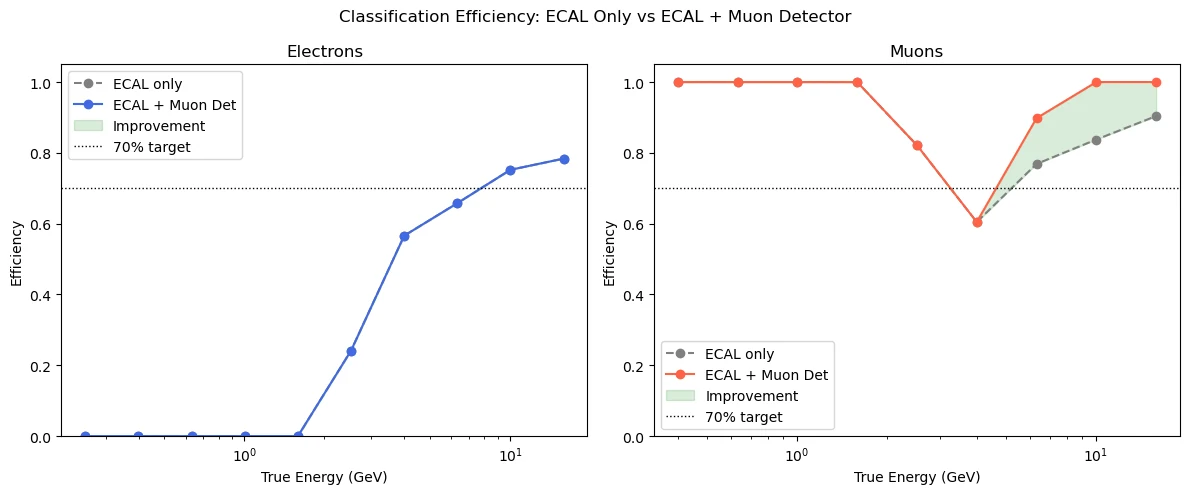 Classification Efficiency: ECAL Only vs ECAL + Muon Detector
Electrons
ECAL only
ECAL + Muon Det
Improvement
70% target
Efficiency
1.0
0.8
0.6
0.4
0.2
0.0
10⁰
10¹
True Energy (GeV)
Muons
Efficiency
1.0
0.8
0.6
0.4
0.2
0.0
ECAL only
ECAL + Muon Det
Improvement
70% target
10⁰
10¹
True Energy (GeV)